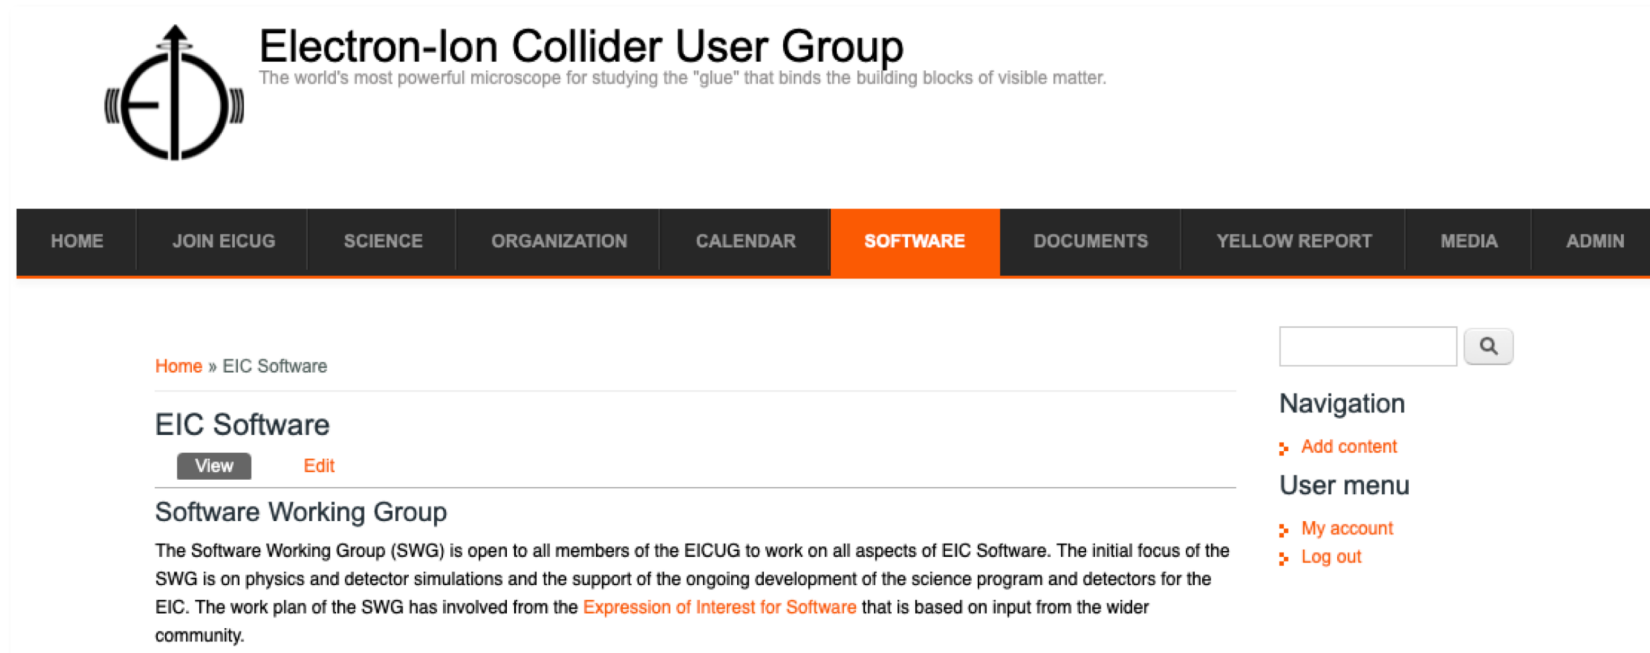 Electron-Ion Collider User Group
The world's most powerful microscope for studying the "glue" that binds the building blocks of visible matter.
HOME JOIN EICUG SCIENCE ORGANIZATION CALENDAR SOFTWARE DOCUMENTS YELLOW REPORT MEDIA ADMIN
Home » EIC Software
EIC Software
View Edit
Software Working Group
The Software Working Group (SWG) is open to all members of the EICUG to work on all aspects of EIC Software. The initial focus of the
SWG is on physics and detector simulations and the support of the ongoing development of the science program and detectors for the
EIC. The work plan of the SWG has involved from the Expression of Interest for Software that is based on input from the wider
community.
Navigation
Add content
User menu
My account
Log out